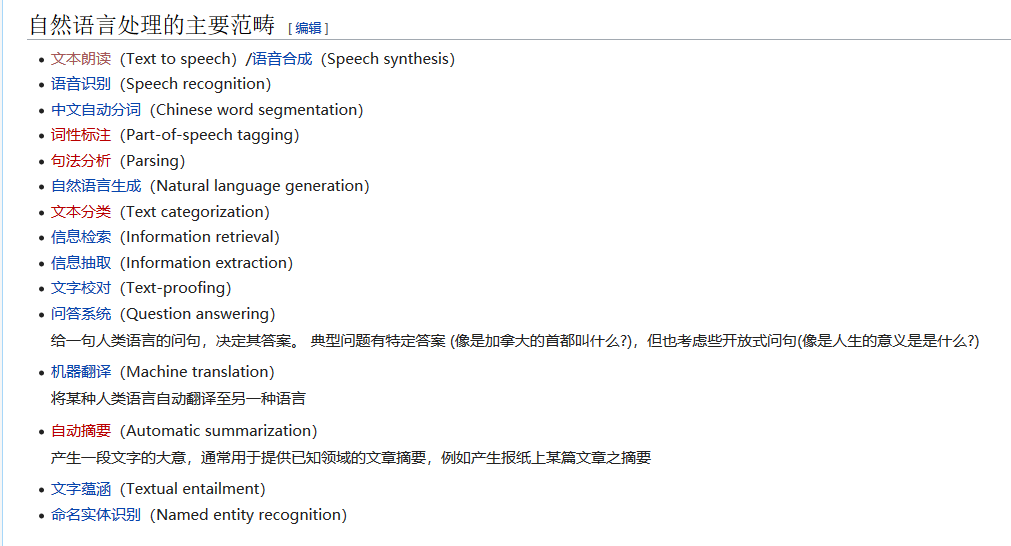 自然语言处理的主要范畴 [编辑]
文本朗读（Text to speech）/语音合成（Speech synthesis）
语音识别（Speech recognition）
中文自动分词（Chinese word segmentation）
词性标注（Part-of-speech tagging）
句法分析（Parsing）
自然语言生成（Natural language generation）
文本分类（Text categorization）
信息检索（Information retrieval）
信息抽取（Information extraction）
文字校对（Text-proofing）
问答系统（Question answering）
给一句人类语言的问句，决定其答案。 典型问题有特定答案 (像是加拿大的首都叫什么?)，但也考虑些开放式问句(像是人生的意义是是什么?)
机器翻译（Machine translation）
将某种人类语言自动翻译至另一种语言
自动摘要（Automatic summarization）
产生一段文字的大意，通常用于提供已知领域的文章摘要，例如产生报纸上某篇文章之摘要
文字蕴涵（Textual entailment）
命名实体识别（Named entity recognition）